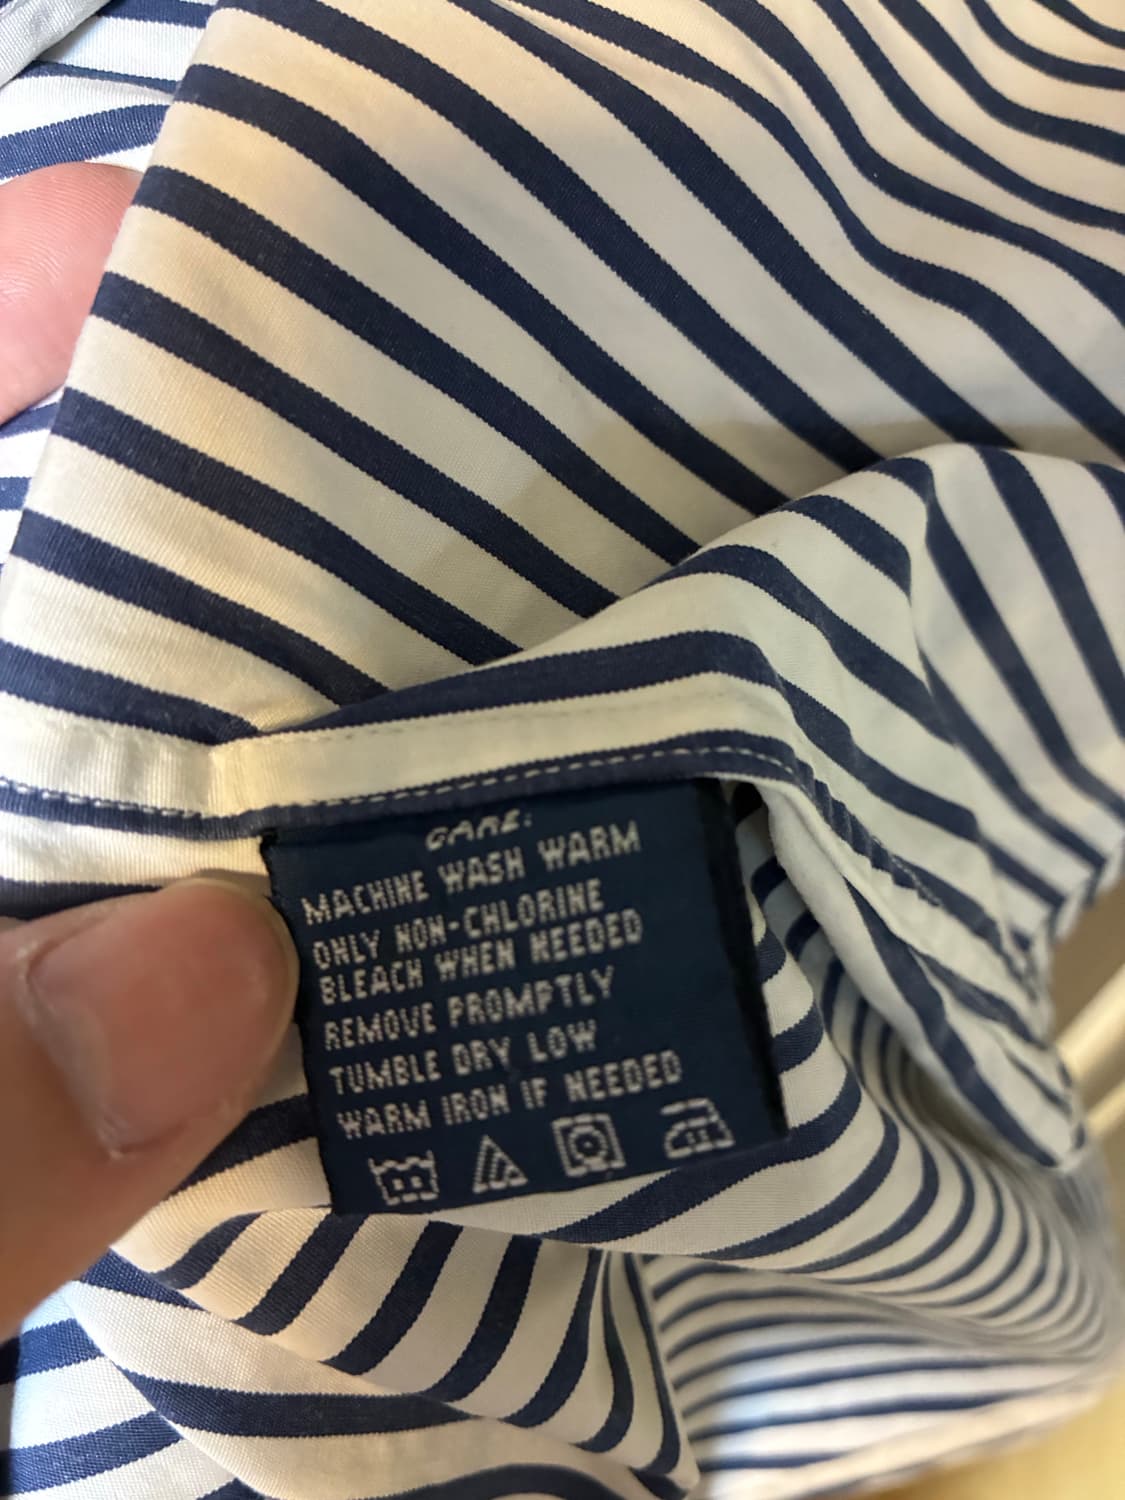 CARE:
MACHINE WASH WARM
ONLY NON-CHLORINE
BLEACH WHEN NEEDED
REMOVE PROMPTLY
TUMBLE DRY LOW
WARM IRON IF NEEDED